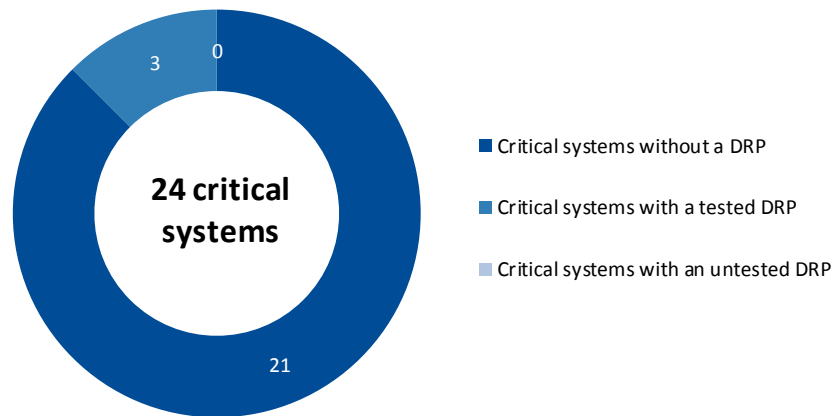 0
3
24 critical
systems
21
Critical systems without a DRP
Critical systems with a tested DRP
Critical systems with an untested DRP